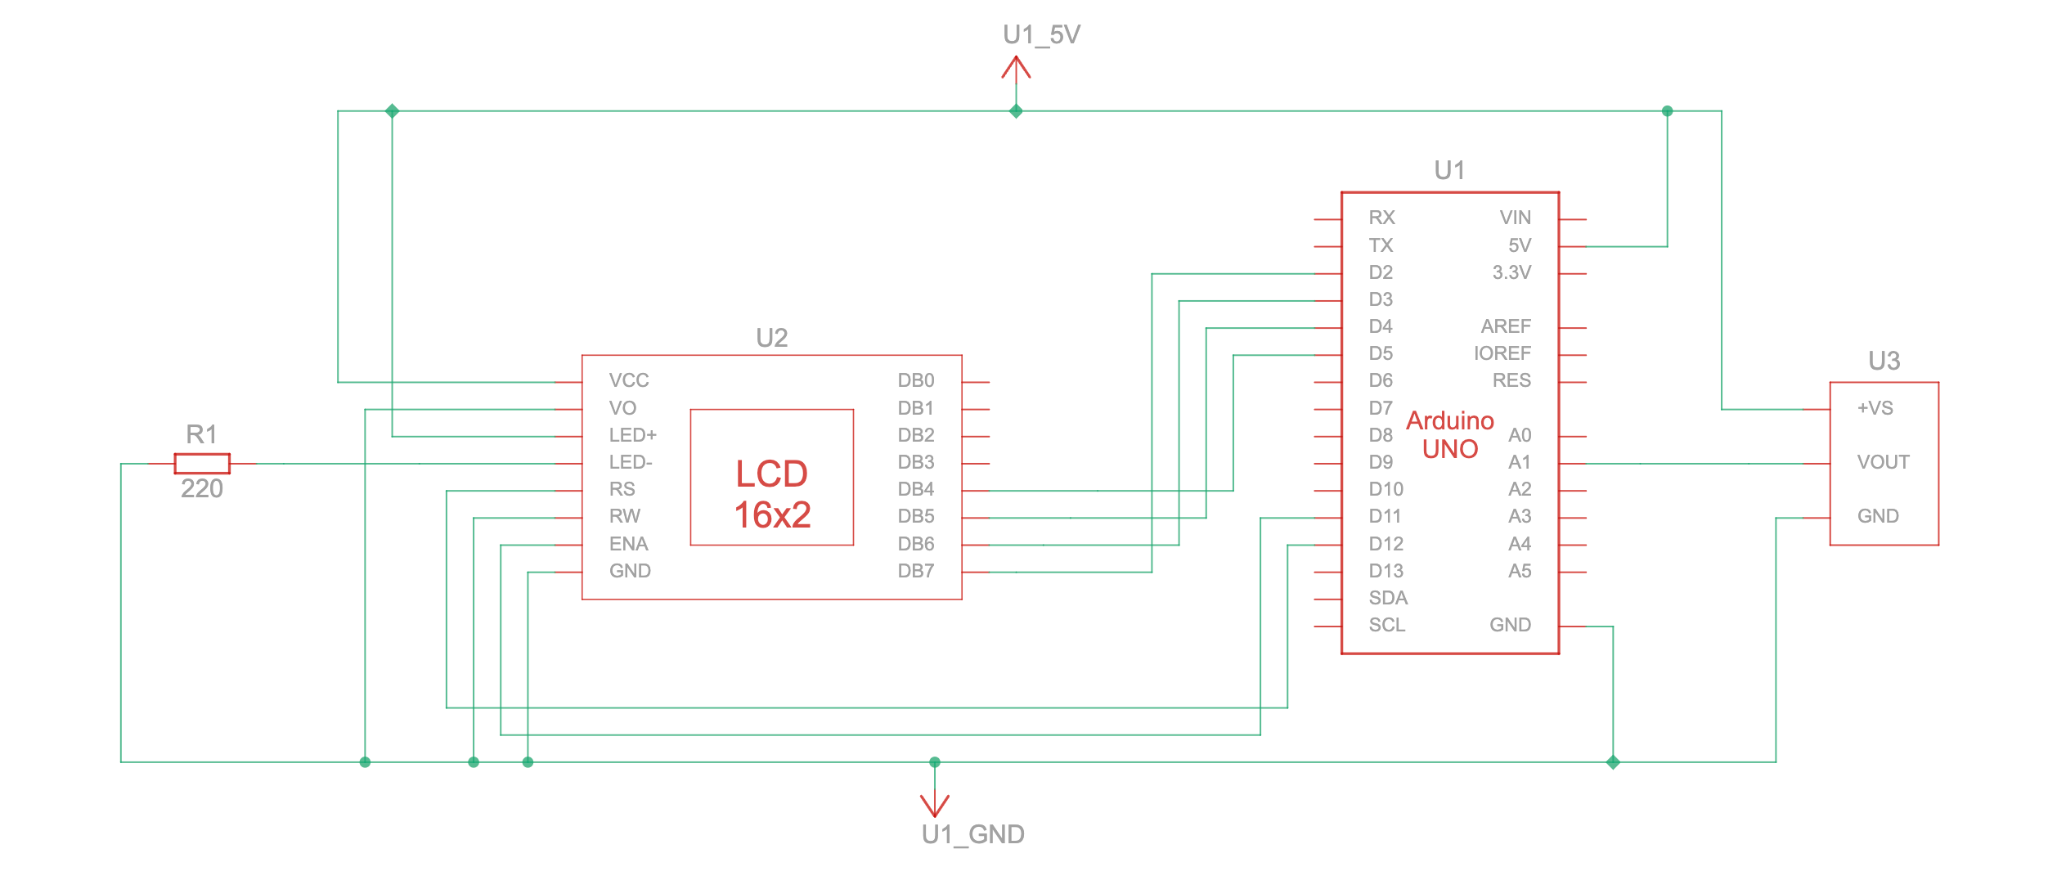 U1_5V
U1
RX
VIN
TX
5V
D2
3.3V
D3
D4
AREF
D5
IOREF
D6
RES
D7
D8
A0
D9
A1
D10
A2
D11
A3
D12
A4
D13
A5
SDA
SCL
GND
Arduino
UNO
U2
VCC
DB0
VO
DB1
LED+
DB2
LED-
DB3
RS
DB4
RW
DB5
ENA
DB6
GND
DB7
LCD
16x2
U3
+VS
VOUT
GND
R1
220
U1_GND